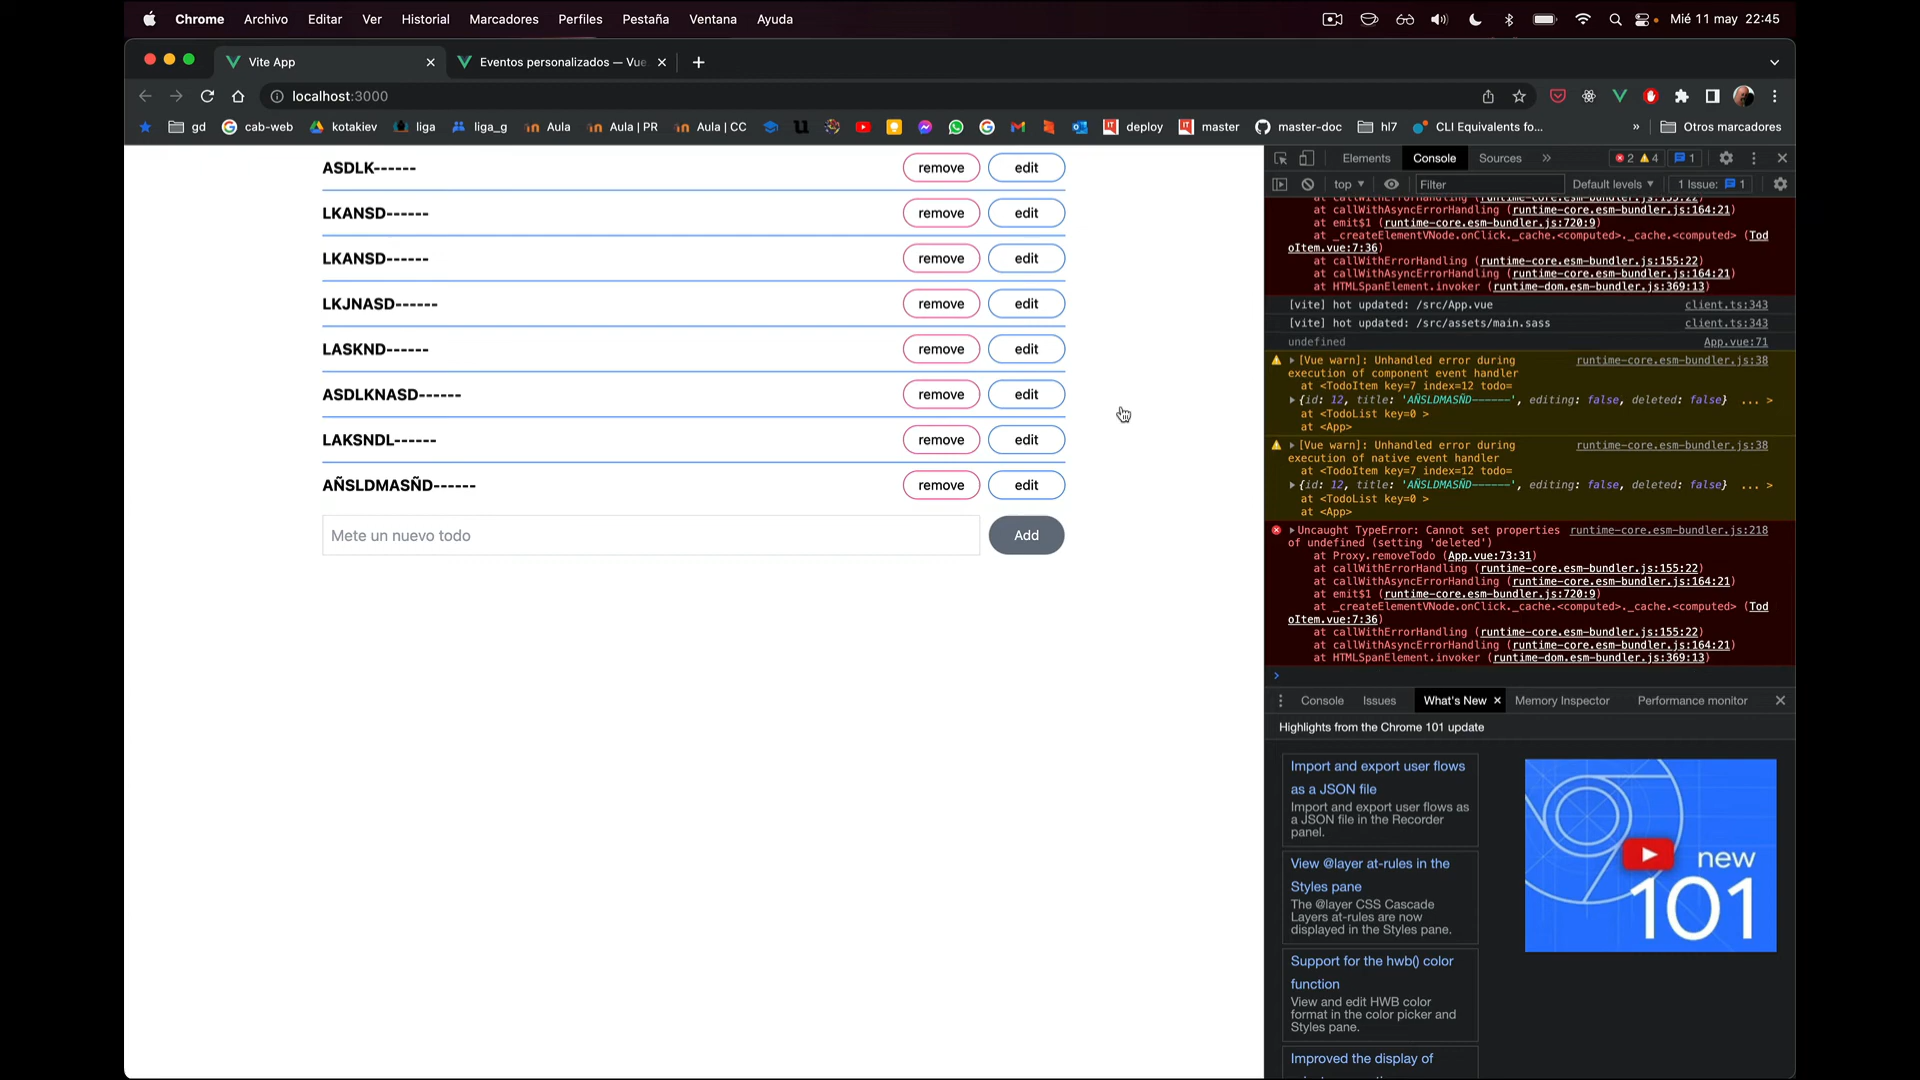 Chrome Archivo Editar Ver Historial Marcadores Perfiles Pestaña Ventana Ayuda Mié 11 may 22:45
Vite App
Eventos personalizados — Vue
localhost:3000
gd cab-web kotakiev liga liga_g Aula Aula | PR Aula | CC deploy master master-doc hl7 CLI Equivalents fo... » Otros marcadores
ASDLK------ remove edit
LKANSD------ remove edit
LKANSD------ remove edit
LKJNASD------ remove edit
LASKND------ remove edit
ASDLKNASD------ remove edit
LAKSNDL------ remove edit
AÑSLDMASÑD------ remove edit
Mete un nuevo todo Add
Elements Console Sources » 2 4 1
top Filter Default levels 1 Issue: 1
at callWithAsyncErrorHandling (runtime-core.esm-bundler.js:164:21)
at emit$1 (runtime-core.esm-bundler.js:720:9)
at _createElementVNode.onClick._cache.<computed>._cache.<computed> (Tod
oItem.vue:7:36)
at callWithErrorHandling (runtime-core.esm-bundler.js:155:22)
at callWithAsyncErrorHandling (runtime-core.esm-bundler.js:164:21)
at HTMLSpanElement.invoker (runtime-dom.esm-bundler.js:369:13)
[vite] hot updated: /src/App.vue client.ts:343
[vite] hot updated: /src/assets/main.sass client.ts:343
undefined App.vue:71
[Vue warn]: Unhandled error during runtime-core.esm-bundler.js:38
execution of component event handler
at <TodoItem key=7 index=12 todo=
{id: 12, title: 'AÑSLDMASÑD------', editing: false, deleted: false} ... >
at <TodoList key=0 >
at <App>
[Vue warn]: Unhandled error during runtime-core.esm-bundler.js:38
execution of native event handler
at <TodoItem key=7 index=12 todo=
{id: 12, title: 'AÑSLDMASÑD------', editing: false, deleted: false} ... >
at <TodoList key=0 >
at <App>
Uncaught TypeError: Cannot set properties runtime-core.esm-bundler.js:218
of undefined (setting 'deleted')
at Proxy.removeTodo (App.vue:73:31)
at callWithErrorHandling (runtime-core.esm-bundler.js:155:22)
at callWithAsyncErrorHandling (runtime-core.esm-bundler.js:164:21)
at emit$1 (runtime-core.esm-bundler.js:720:9)
at _createElementVNode.onClick._cache.<computed>._cache.<computed> (Tod
oItem.vue:7:36)
at callWithErrorHandling (runtime-core.esm-bundler.js:155:22)
at callWithAsyncErrorHandling (runtime-core.esm-bundler.js:164:21)
at HTMLSpanElement.invoker (runtime-dom.esm-bundler.js:369:13)
Console Issues What's New Memory Inspector Performance monitor
Highlights from the Chrome 101 update
Import and export user flows
as a JSON file
Import and export user flows as
a JSON file in the Recorder
panel.
View @layer at-rules in the
Styles pane
The @layer CSS Cascade
Layers at-rules are now
displayed in the Styles pane.
Support for the hwb() color
function
View and edit HWB color
format in the color picker and
Styles pane.
Improved the display of
new
101